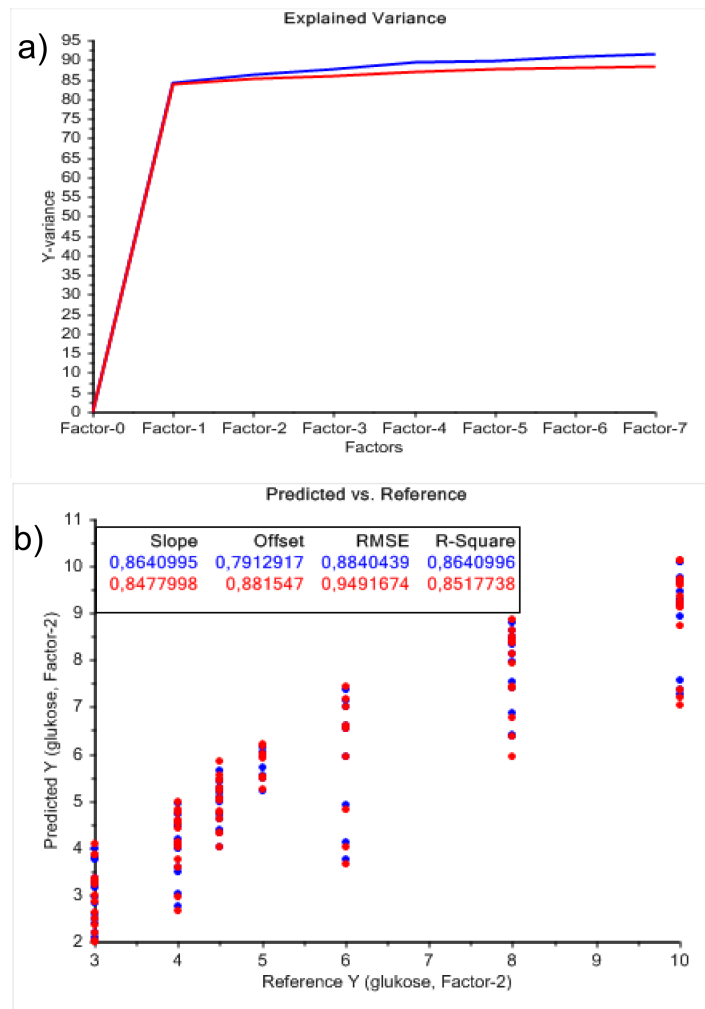 a)
Explained Variance
Y-variance
95
90
85
80
75
70
65
60
55
50
45
40
35
30
25
20
15
10
5
0
Factor-0 Factor-1 Factor-2 Factor-3 Factor-4 Factor-5 Factor-6 Factor-7
Factors
b)
Predicted vs. Reference
Slope Offset RMSE R-Square
0,8640995 0,7912917 0,8840439 0,8640996
0,8477998 0,881547 0,9491674 0,8517738
Predicted Y (glukose, Factor-2)
11
10
9
8
7
6
5
4
3
2
3 4 5 6 7 8 9 10
Reference Y (glukose, Factor-2)